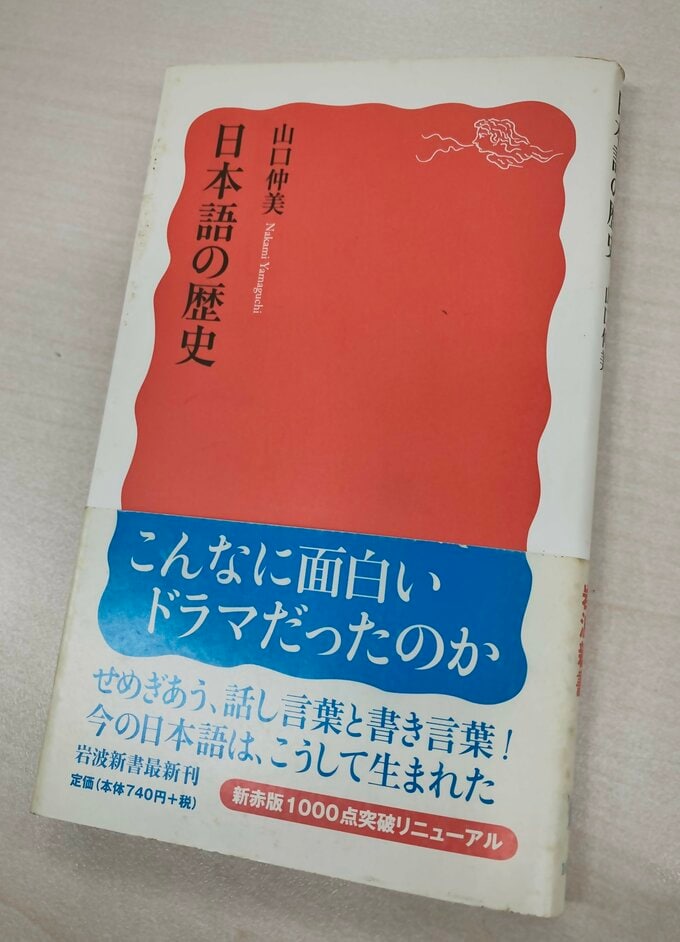 日本語の歴史
山口仲美
Nakami Yamaguchi
こんなに面白い
ドラマだったのか
せめぎあう、話し言葉と書き言葉!
今の日本語は、こうして生まれた
岩波新書最新刊
定価(本体740円+税)
新赤版1000点突破リニューアル